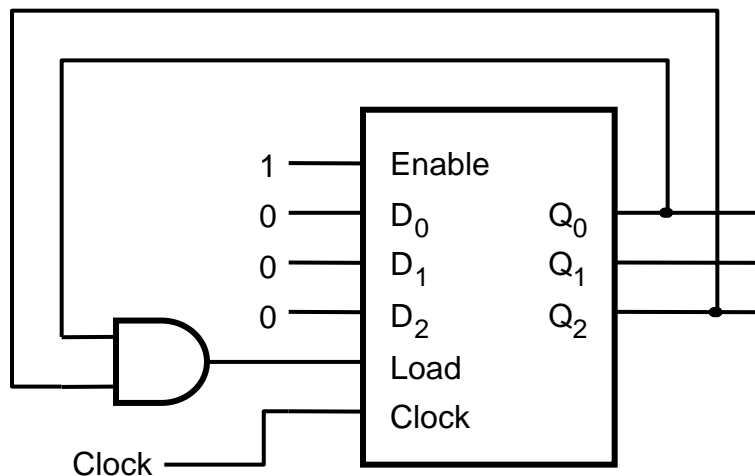 1 Enable
0 D0 Q0
0 D1 Q1
0 D2 Q2
Load
Clock
Clock